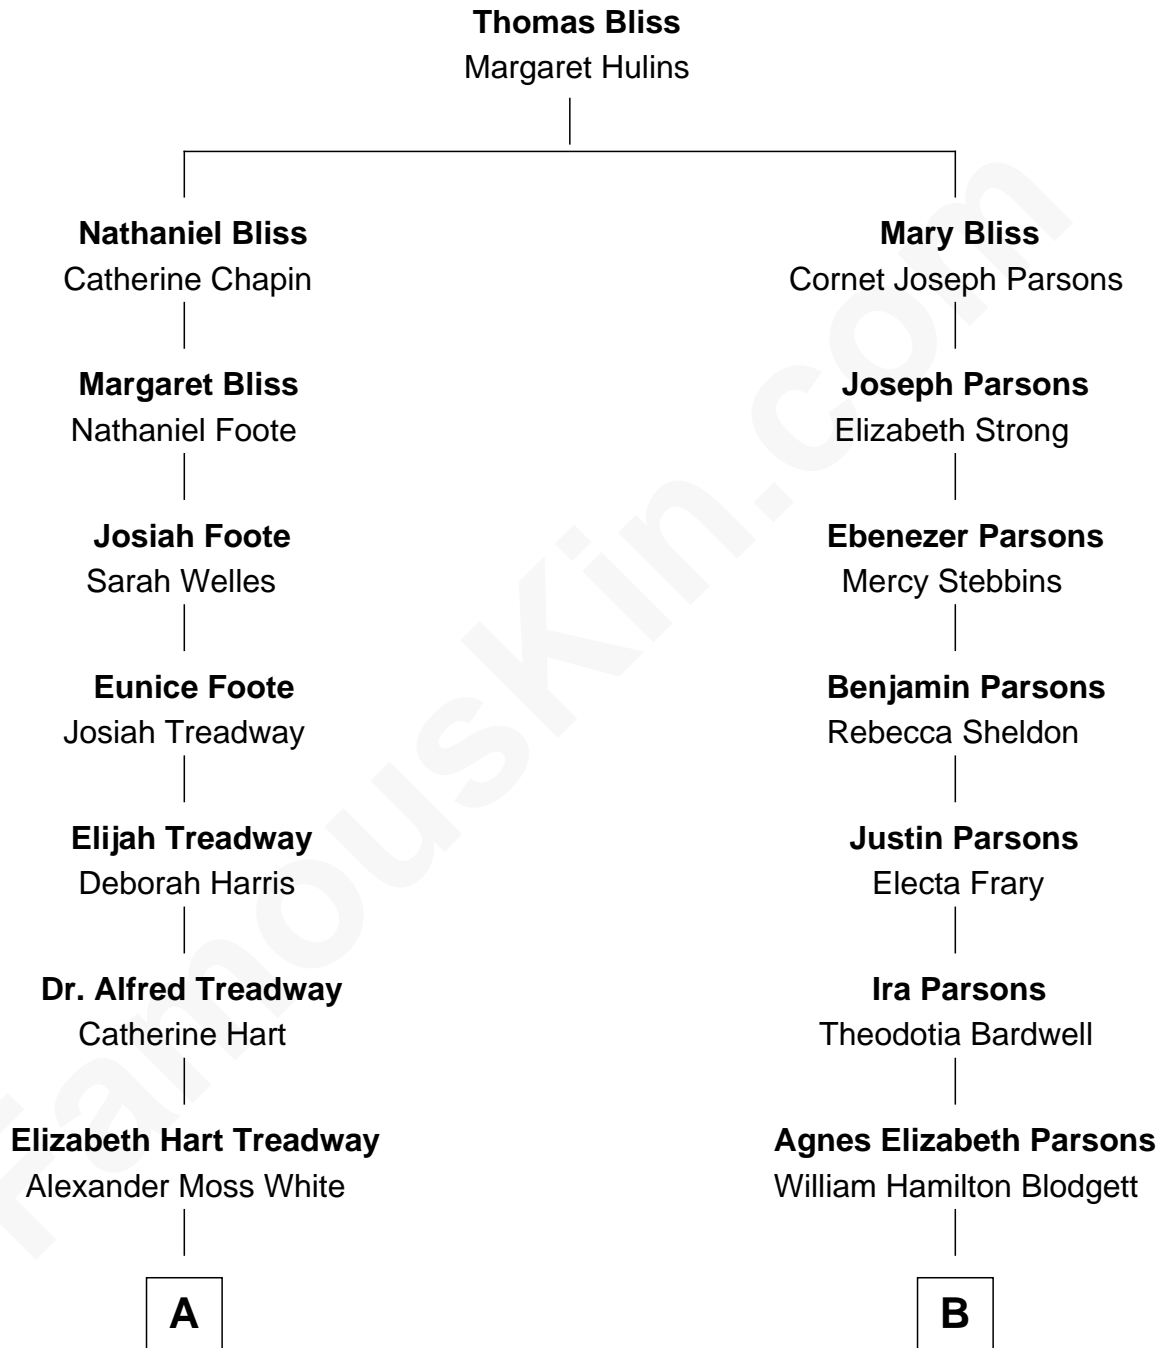 Thomas Bliss
Margaret Hulins
Nathaniel Bliss
Catherine Chapin
Mary Bliss
Cornet Joseph Parsons
Margaret Bliss
Nathaniel Foote
Joseph Parsons
Elizabeth Strong
Josiah Foote
Sarah Welles
Ebenezer Parsons
Mercy Stebbins
Eunice Foote
Josiah Treadway
Benjamin Parsons
Rebecca Sheldon
Elijah Treadway
Deborah Harris
Justin Parsons
Electa Frary
Dr. Alfred Treadway
Catherine Hart
Ira Parsons
Theodotia Bardwell
Elizabeth Hart Treadway
Alexander Moss White
Agnes Elizabeth Parsons
William Hamilton Blodgett
A
B
FamousKin.com